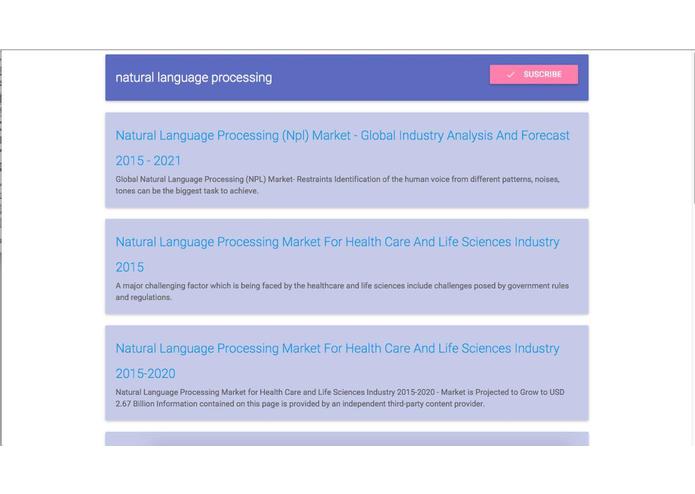 natural language processing
SUSCRIBE
Natural Language Processing (Npl) Market - Global Industry Analysis And Forecast
2015 - 2021
Global Natural Language Processing (NPL) Market- Restraints Identification of the human voice from different patterns, noises,
tones can be the biggest task to achieve.
Natural Language Processing Market For Health Care And Life Sciences Industry
2015
A major challenging factor which is being faced by the healthcare and life sciences include challenges posed by government rules
and regulations.
Natural Language Processing Market For Health Care And Life Sciences Industry
2015-2020
Natural Language Processing Market for Health Care and Life Sciences Industry 2015-2020 - Market is Projected to Grow to USD
2.67 Billion Information contained on this page is provided by an independent third-party content provider.